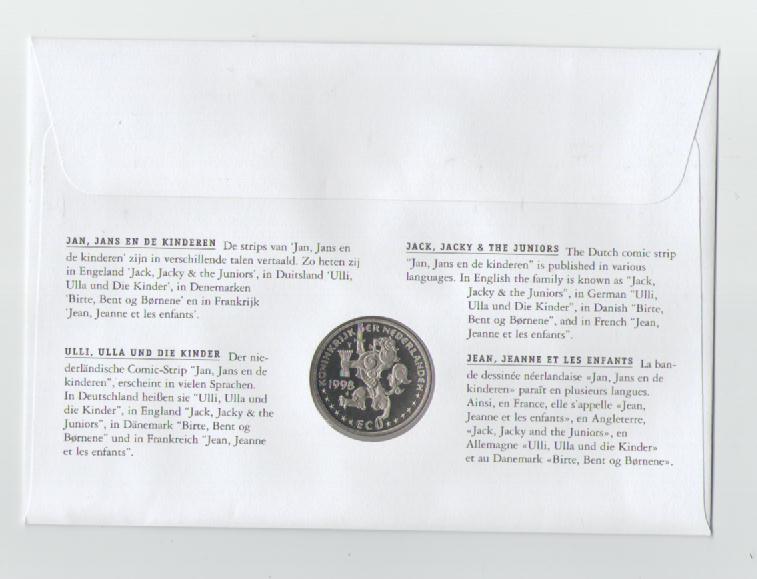 JAN, JANS EN DE KINDEREN De strips van 'Jan, Jans en
de kinderen' zijn in verschillende talen vertaald. Zo heten zij
in Engeland 'Jack, Jacky & the Juniors', in Duitsland 'Ulli,
Ulla und Die Kinder', in Denemarken
'Birte, Bent og Børnene' en in Frankrijk
'Jean, Jeanne et les enfants'.
ULLI, ULLA UND DIE KINDER Der nie-
derländische Comic-Strip "Jan, Jans en de
kinderen", erscheint in vielen Sprachen.
In Deutschland heißen sie "Ulli, Ulla und
die Kinder", in England "Jack, Jacky & the
Juniors", in Dänemark "Birte, Bent og
Børnene" und in Frankreich "Jean, Jeanne
et les enfants".
KONINKRIJK DER NEDERLANDEN
1998
ECU
JACK, JACKY & THE JUNIORS The Dutch comic strip
"Jan, Jans en de kinderen" is published in various
languages. In English the family is known as "Jack,
Jacky & the Juniors", in German "Ulli,
Ulla und Die Kinder", in Danish "Birte,
Bent og Børnene", and in French "Jean,
Jeanne et les enfants".
JEAN, JEANNE ET LES ENFANTS La ban-
de dessinée néerlandaise «Jan, Jans en de
kinderen» paraît en plusieurs langues.
Ainsi, en France, elle s'appelle «Jean,
Jeanne et les enfants», en Angleterre,
«Jack, Jacky and the Juniors», en
Allemagne «Ulli, Ulla und die Kinder»
et au Danemark «Birte, Bent og Børnene».